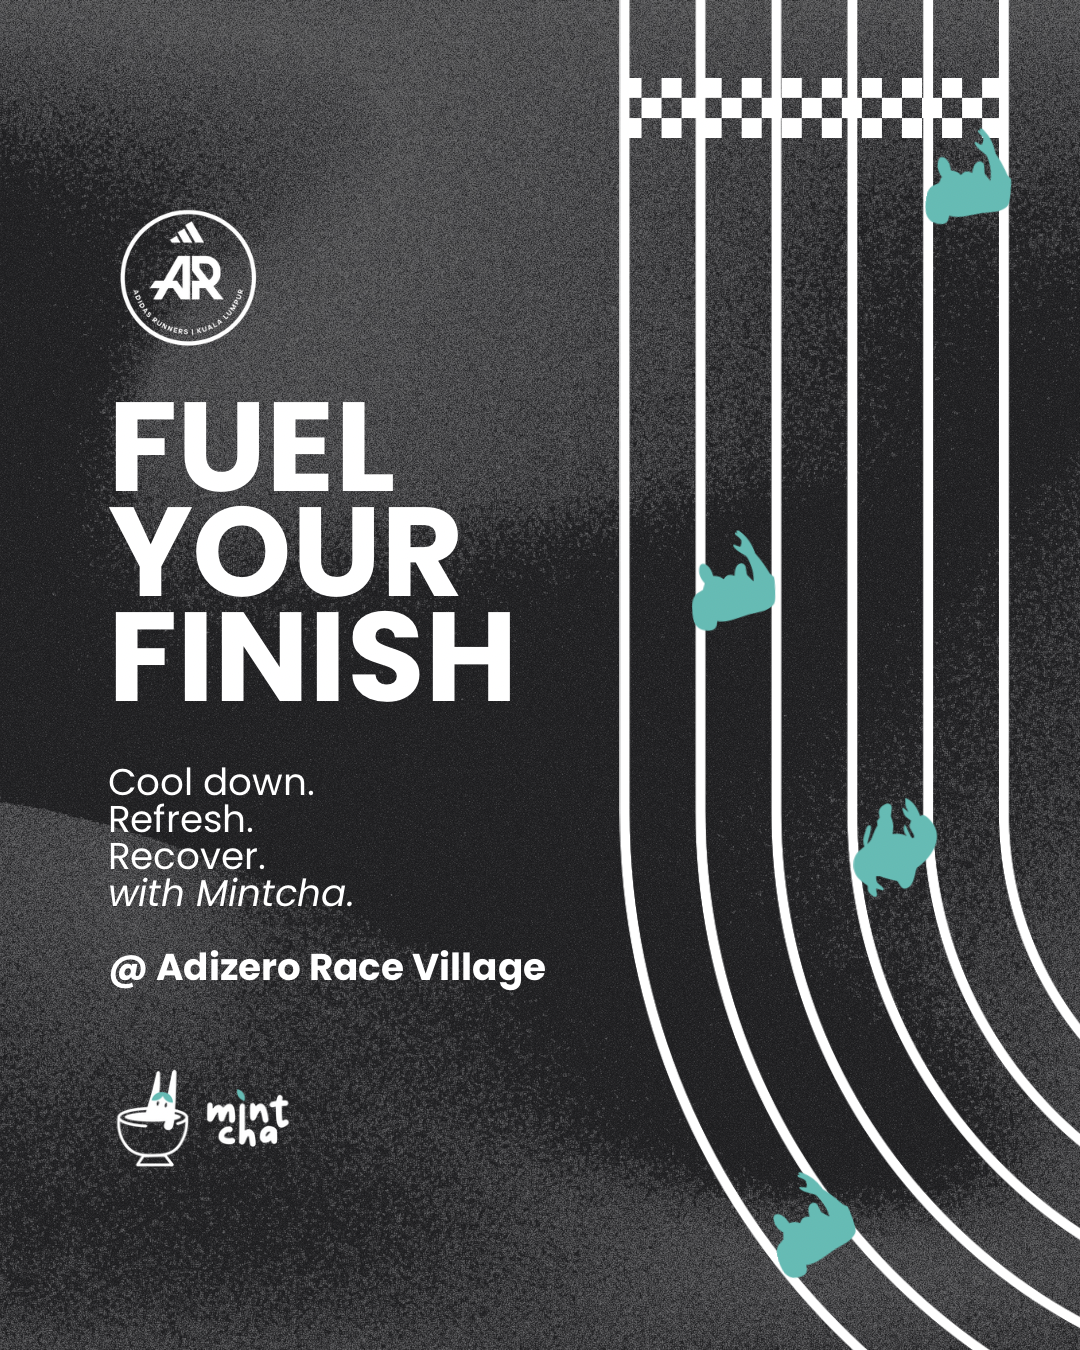 AR
ADIDAS RUNNERS | KUALA LUMPUR
FUEL
YOUR
FINISH
Cool down.
Refresh.
Recover.
with Mintcha.
@ Adizero Race Village
mint
cha